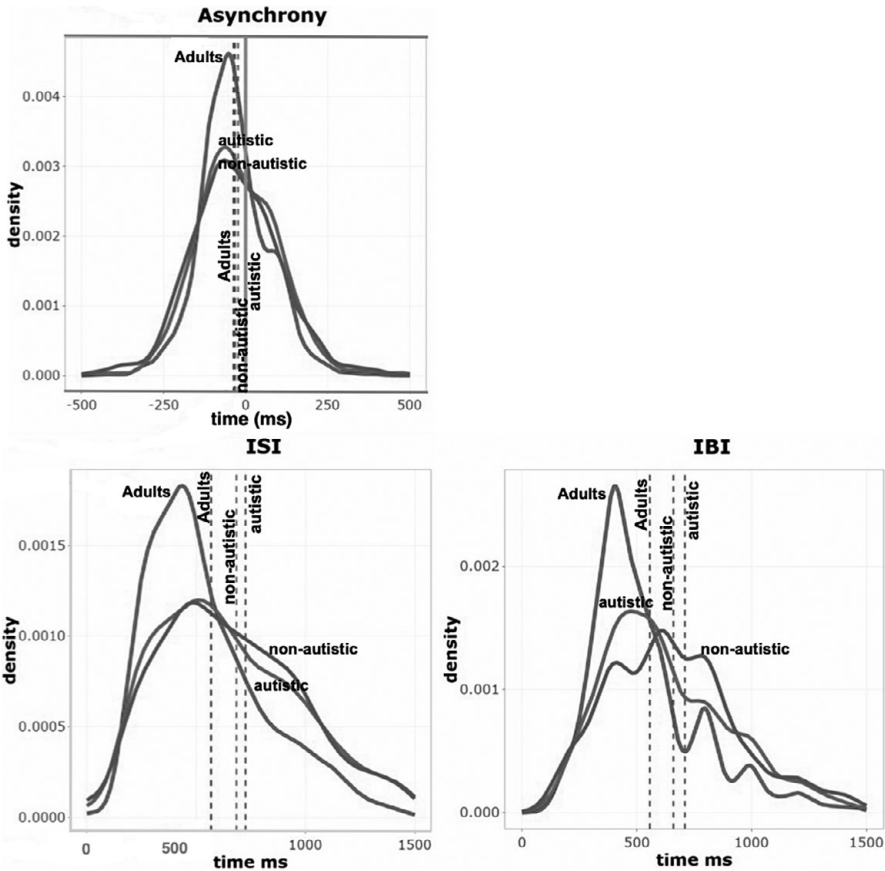 Asynchrony
Adults
0.004
autistic
0.003
non-autistic
density
0.002
Adults
autistic
0.001
non-autistic
0.000
-500
-250
0
250
500
time (ms)
ISI
Adults
Adults
autistic
non-autistic
0.0015
density
0.0010
non-autistic
autistic
0.0005
0.0000
0
500
1000
1500
time ms
IBI
Adults
Adults
non-autistic
autistic
0.002
autistic
density
non-autistic
0.001
0.000
0
500
1000
1500
time ms